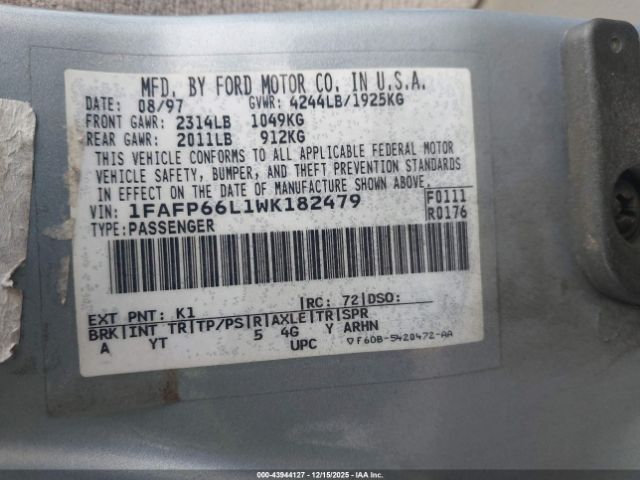 MFD. BY FORD MOTOR CO. IN U.S.A.
DATE: 08/97 GVWR: 4244LB/1925KG
FRONT GAWR: 2314LB 1049KG
REAR GAWR: 2011LB 912KG
THIS VEHICLE CONFORMS TO ALL APPLICABLE FEDERAL MOTOR
VEHICLE SAFETY, BUMPER, AND THEFT PREVENTION STANDARDS
IN EFFECT ON THE DATE OF MANUFACTURE SHOWN ABOVE.
VIN: 1FAFP66L1WK182479 F0111
TYPE: PASSENGER R0176
EXT PNT: K1 RC: 72 DSO:
BRK INT TR TP/PS R AXLE TR SPR
A YT 5 4G Y ARHN
UPC F6DB-5420472-AA
000-43944127 - 12/15/2025 - IAAI.COM